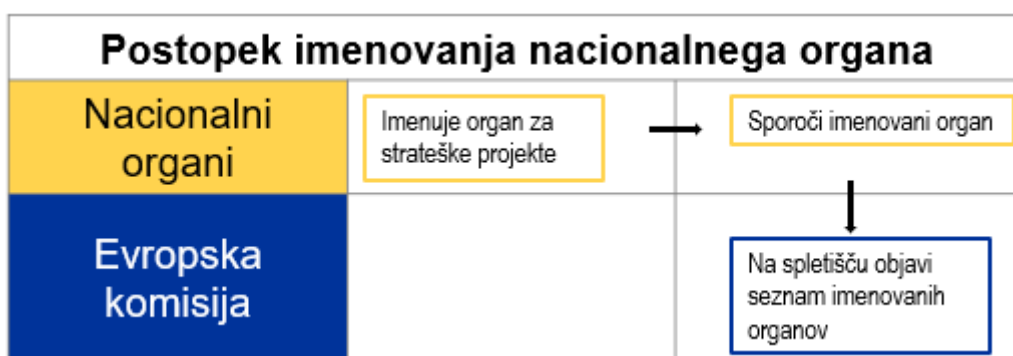 Postopek imenovanja nacionalnega organa
Nacionalni
organi
Imenuje organ za
strateške projekte
Sporoči imenovani organ
Evropska
komisija
Na spletišču objavi
seznam imenovanih
organov